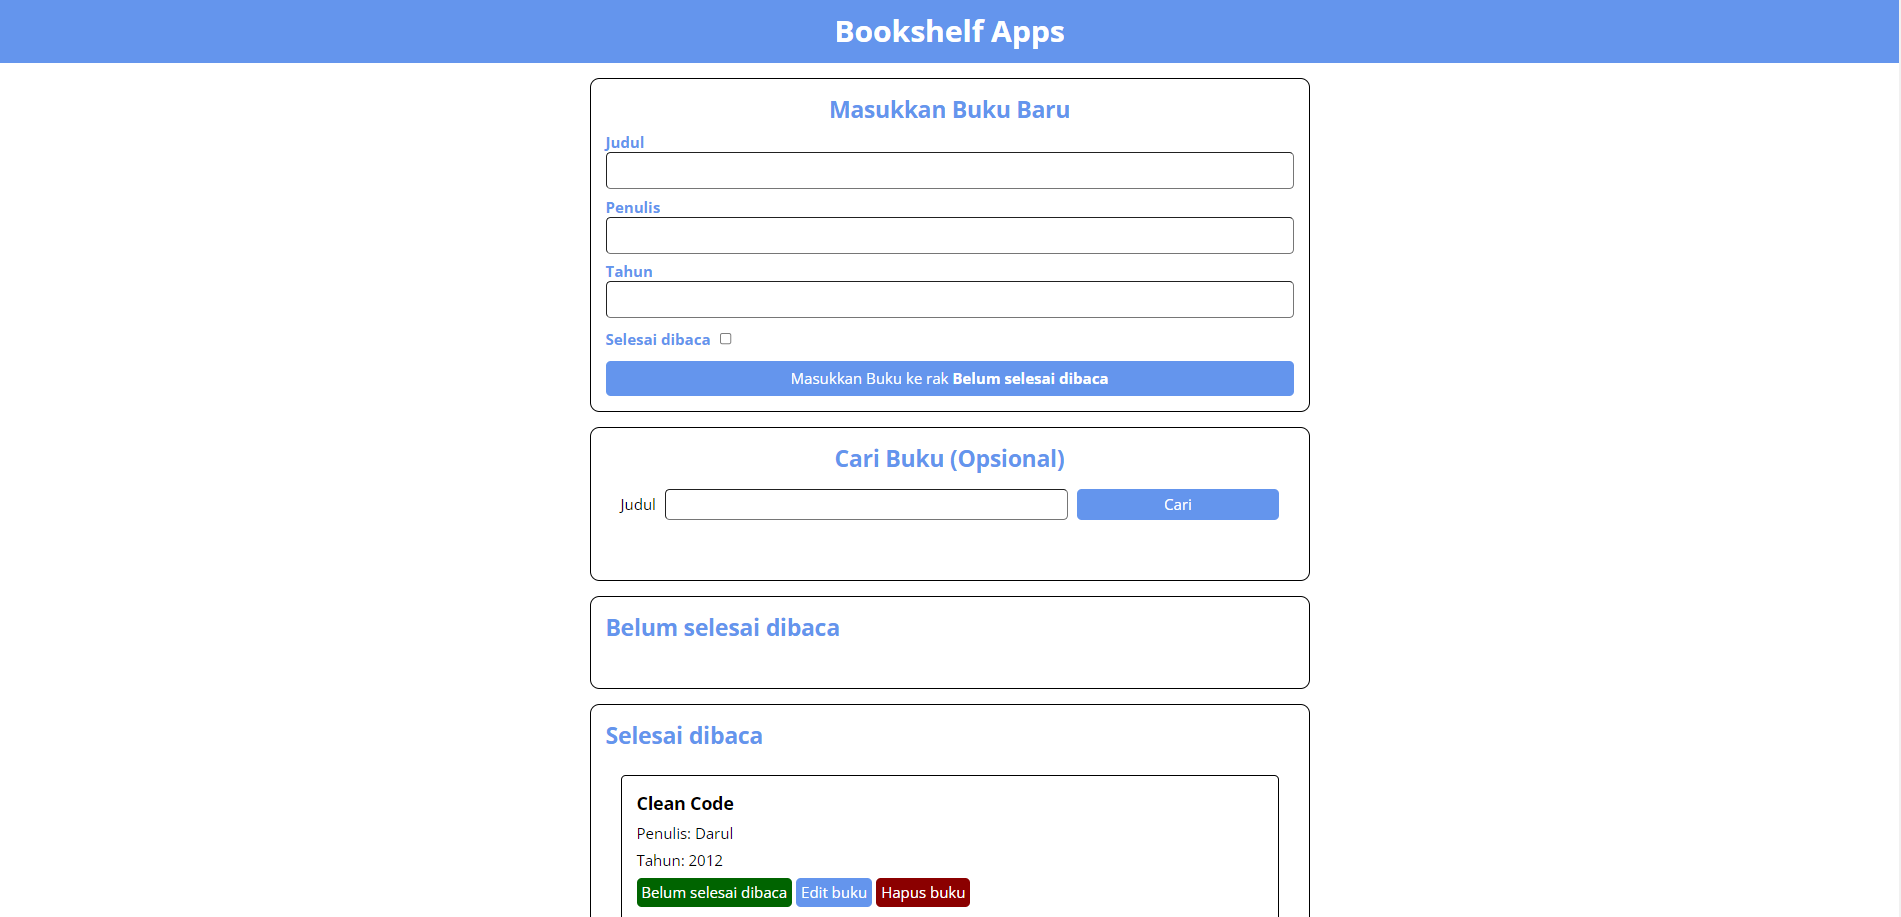 Bookshelf Apps
Masukkan Buku Baru
Judul
Penulis
Tahun
Selesai dibaca
Masukkan Buku ke rak Belum selesai dibaca
Cari Buku (Opsional)
Judul Cari
Belum selesai dibaca
Selesai dibaca
Clean Code
Penulis: Darul
Tahun: 2012
Belum selesai dibaca Edit buku Hapus buku